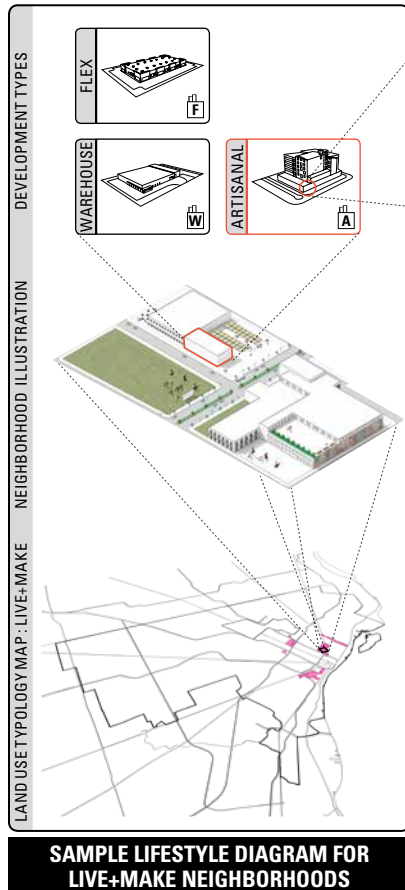 DEVELOPMENT TYPES
FLEX
F
WAREHOUSE
W
ARTISANAL
A
NEIGHBORHOOD ILLUSTRATION
LAND USE TYPOLOGY MAP : LIVE+MAKE
SAMPLE LIFESTYLE DIAGRAM FOR
LIVE+MAKE NEIGHBORHOODS